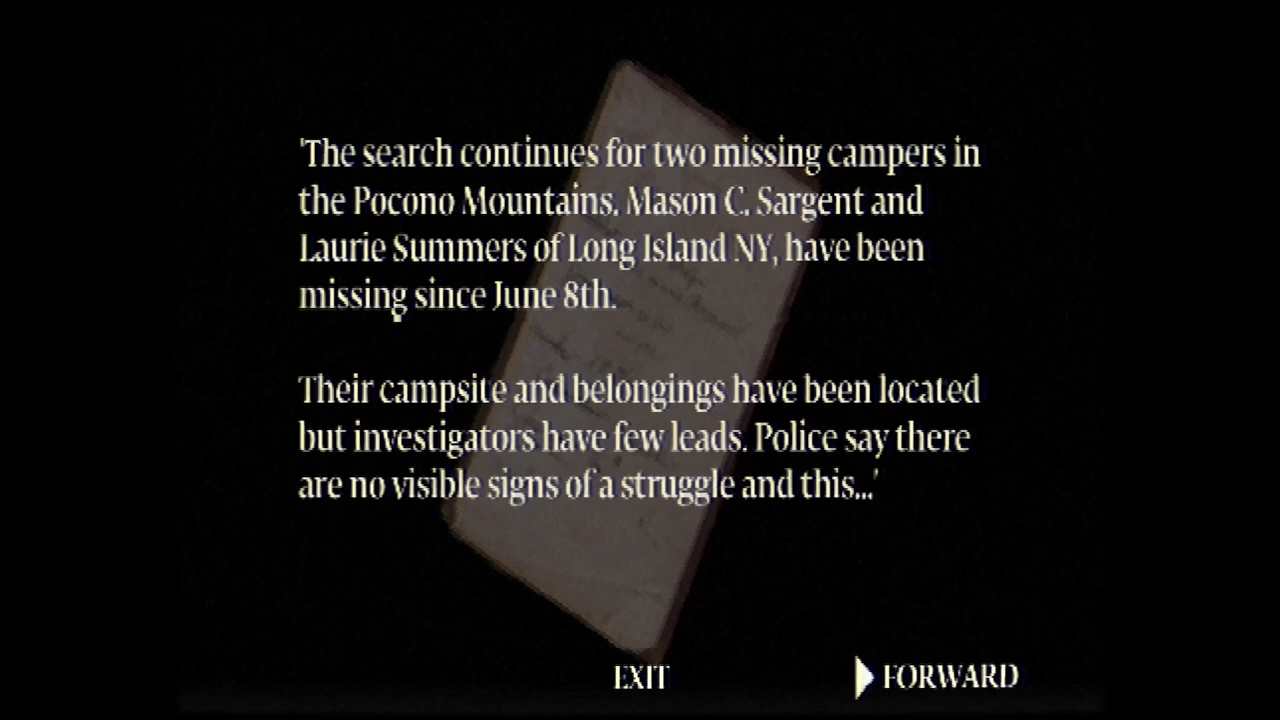 'The search continues for two missing campers in
the Pocono Mountains. Mason C. Sargent and
Laurie Summers of Long Island NY, have been
missing since June 8th.
Their campsite and belongings have been located
but investigators have few leads. Police say there
are no visible signs of a struggle and this...'
EXIT
FORWARD